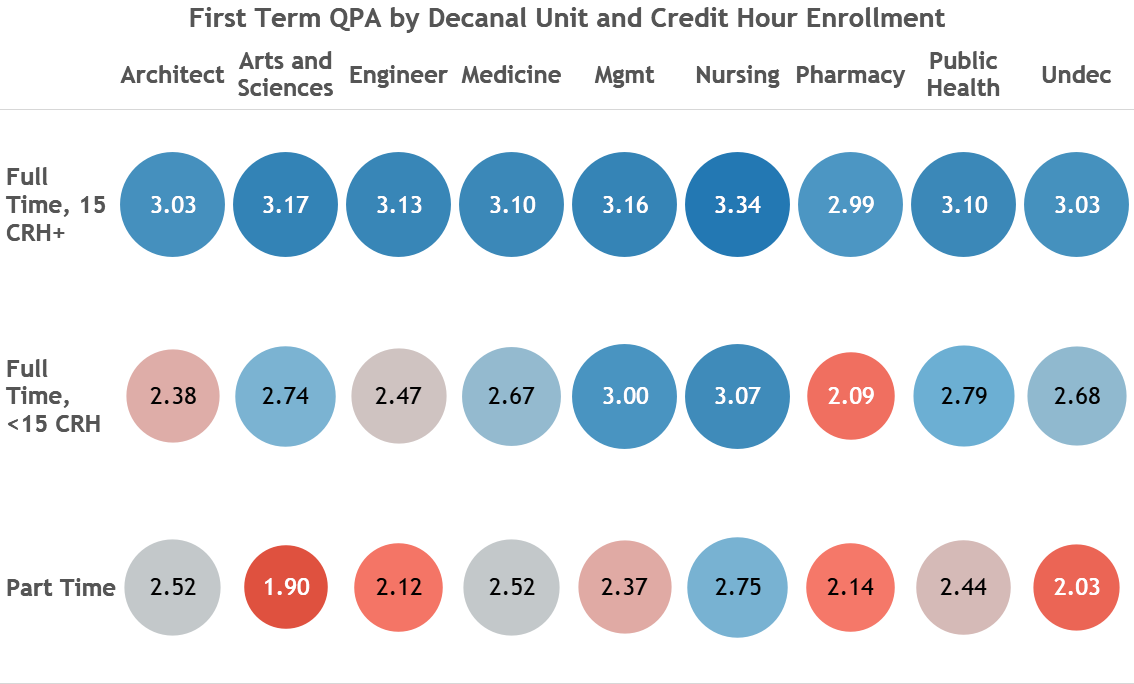 First Term QPA by Decanal Unit and Credit Hour Enrollment
Architect Arts and Sciences Engineer Medicine Mgmt Nursing Pharmacy Public Health Undec
Full
Time, 15
CRH+
3.03 3.17 3.13 3.10 3.16 3.34 2.99 3.10 3.03
Full
Time,
<15 CRH
2.38 2.74 2.47 2.67 3.00 3.07 2.09 2.79 2.68
Part Time 2.52 1.90 2.12 2.52 2.37 2.75 2.14 2.44 2.03